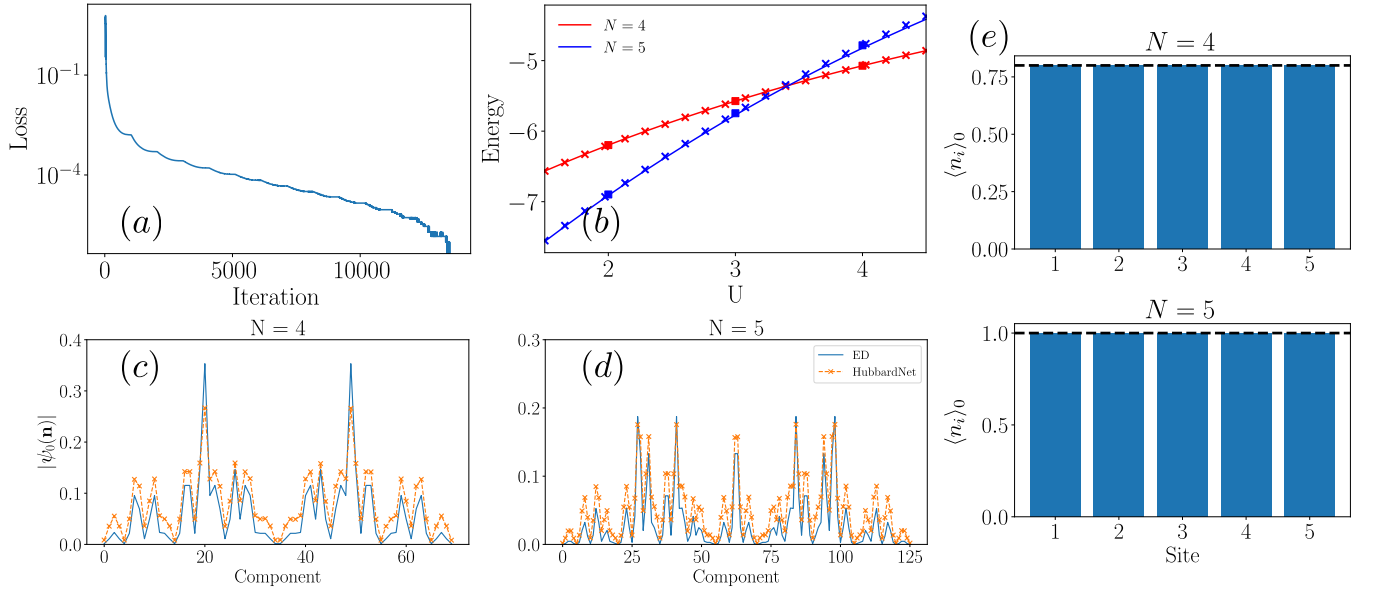 (a)
Loss
10^{-1}
10^{-4}
0
5000
10000
Iteration
(b)
N = 4
N = 5
Energy
−5
−6
−7
2
3
4
U
(e)
N = 4
⟨n_i⟩_0
0.75
0.50
0.25
0.00
1
2
3
4
5
N = 4
(c)
|ψ_0(n)|
0.4
0.3
0.2
0.1
0.0
0
20
40
60
Component
N = 5
(d)
ED
HubbardNet
0.3
0.2
0.1
0.0
0
25
50
75
100
125
Component
N = 5
⟨n_i⟩_0
1.0
0.5
0.0
1
2
3
4
5
Site